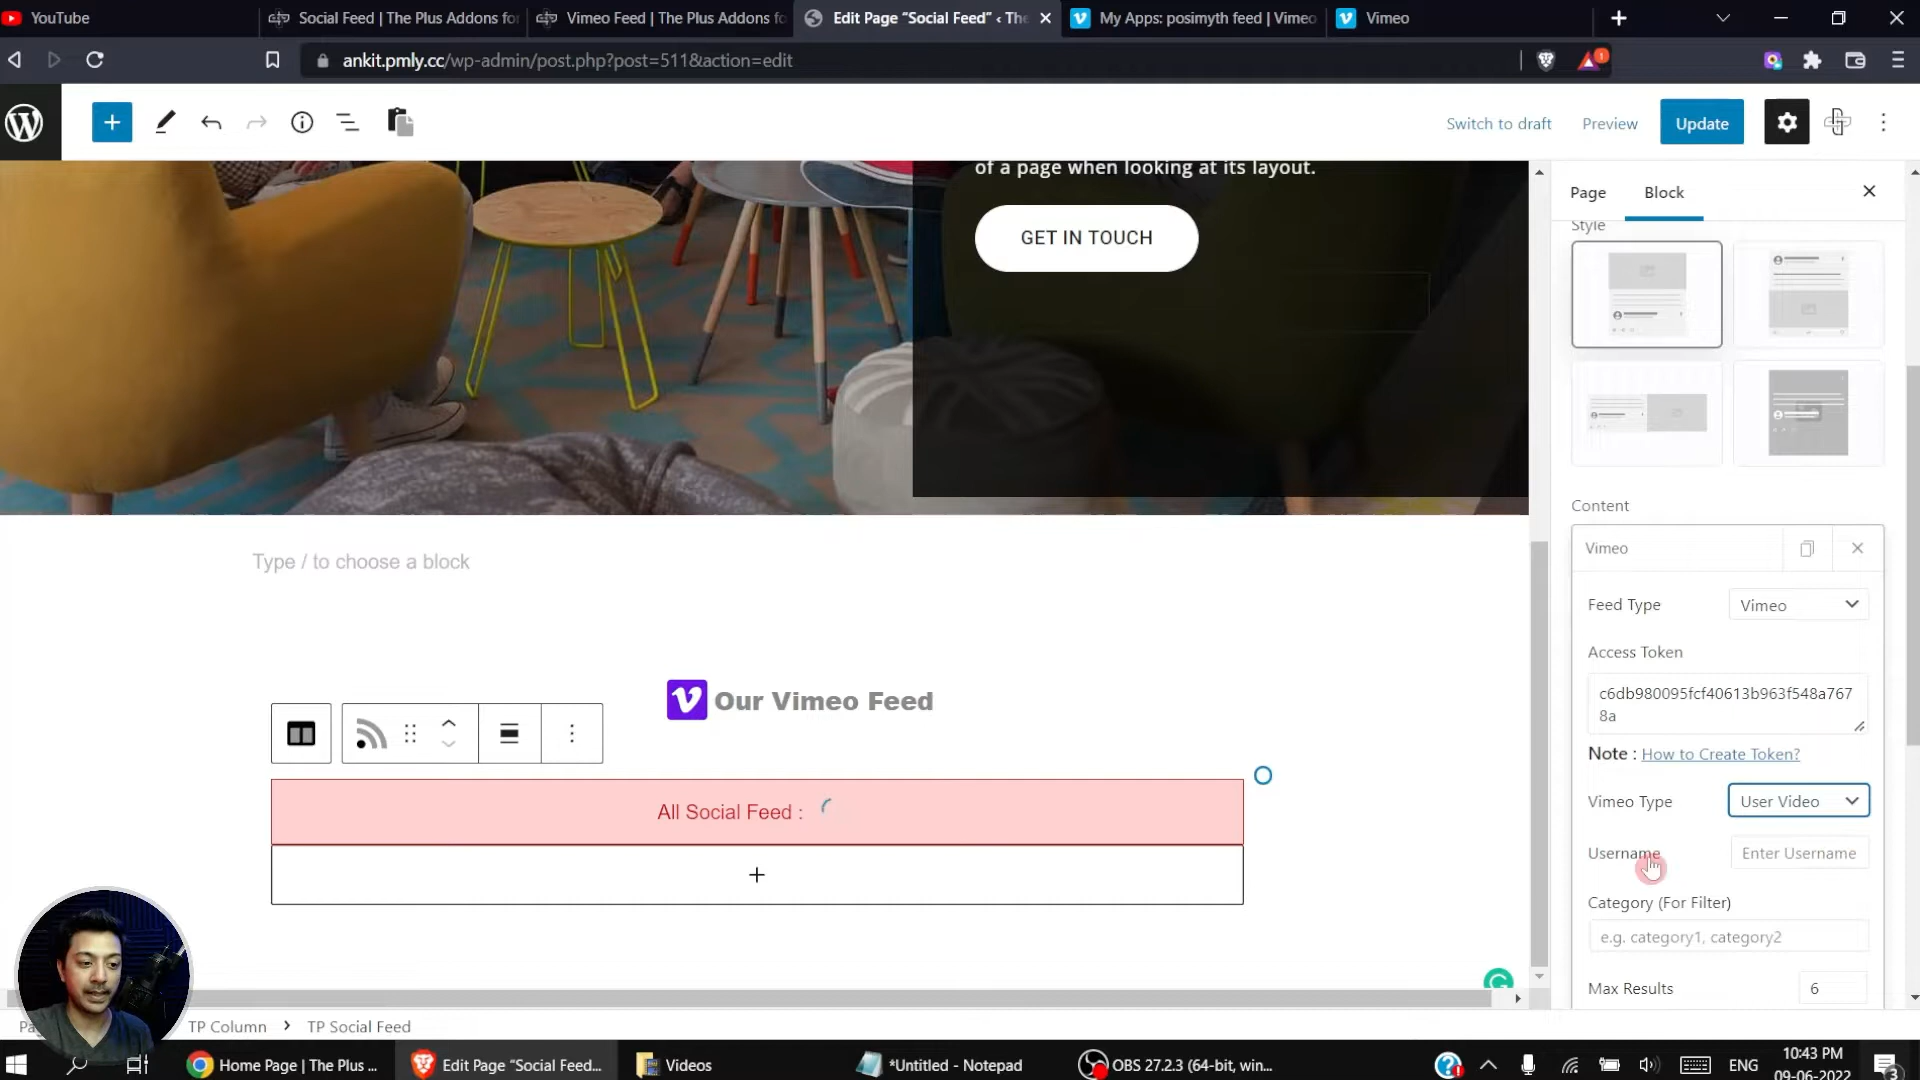 YouTube
Social Feed | The Plus Addons fo
Vimeo Feed | The Plus Addons fo
Edit Page “Social Feed” ‹ The
My Apps: posimyth feed | Vimeo
Vimeo
ankit.pmly.cc/wp-admin/post.php?post=511&action=edit
1
Switch to draft
Preview
Update
of a page when looking at its layout.
GET IN TOUCH
Page
Block
Style
Content
Vimeo
Feed Type
Vimeo
Access Token
c6db980095fcf40613b963f548a767
8a
Note : How to Create Token?
Vimeo Type
User Video
Username
Enter Username
Category (For Filter)
e.g. category1, category2
Max Results
6
Type / to choose a block
Our Vimeo Feed
All Social Feed :
TP Column
TP Social Feed
Home Page | The Plus ...
Edit Page “Social Feed...
Videos
*Untitled - Notepad
OBS 27.2.3 (64-bit, win...
ENG
10:43 PM
09-06-2022
3